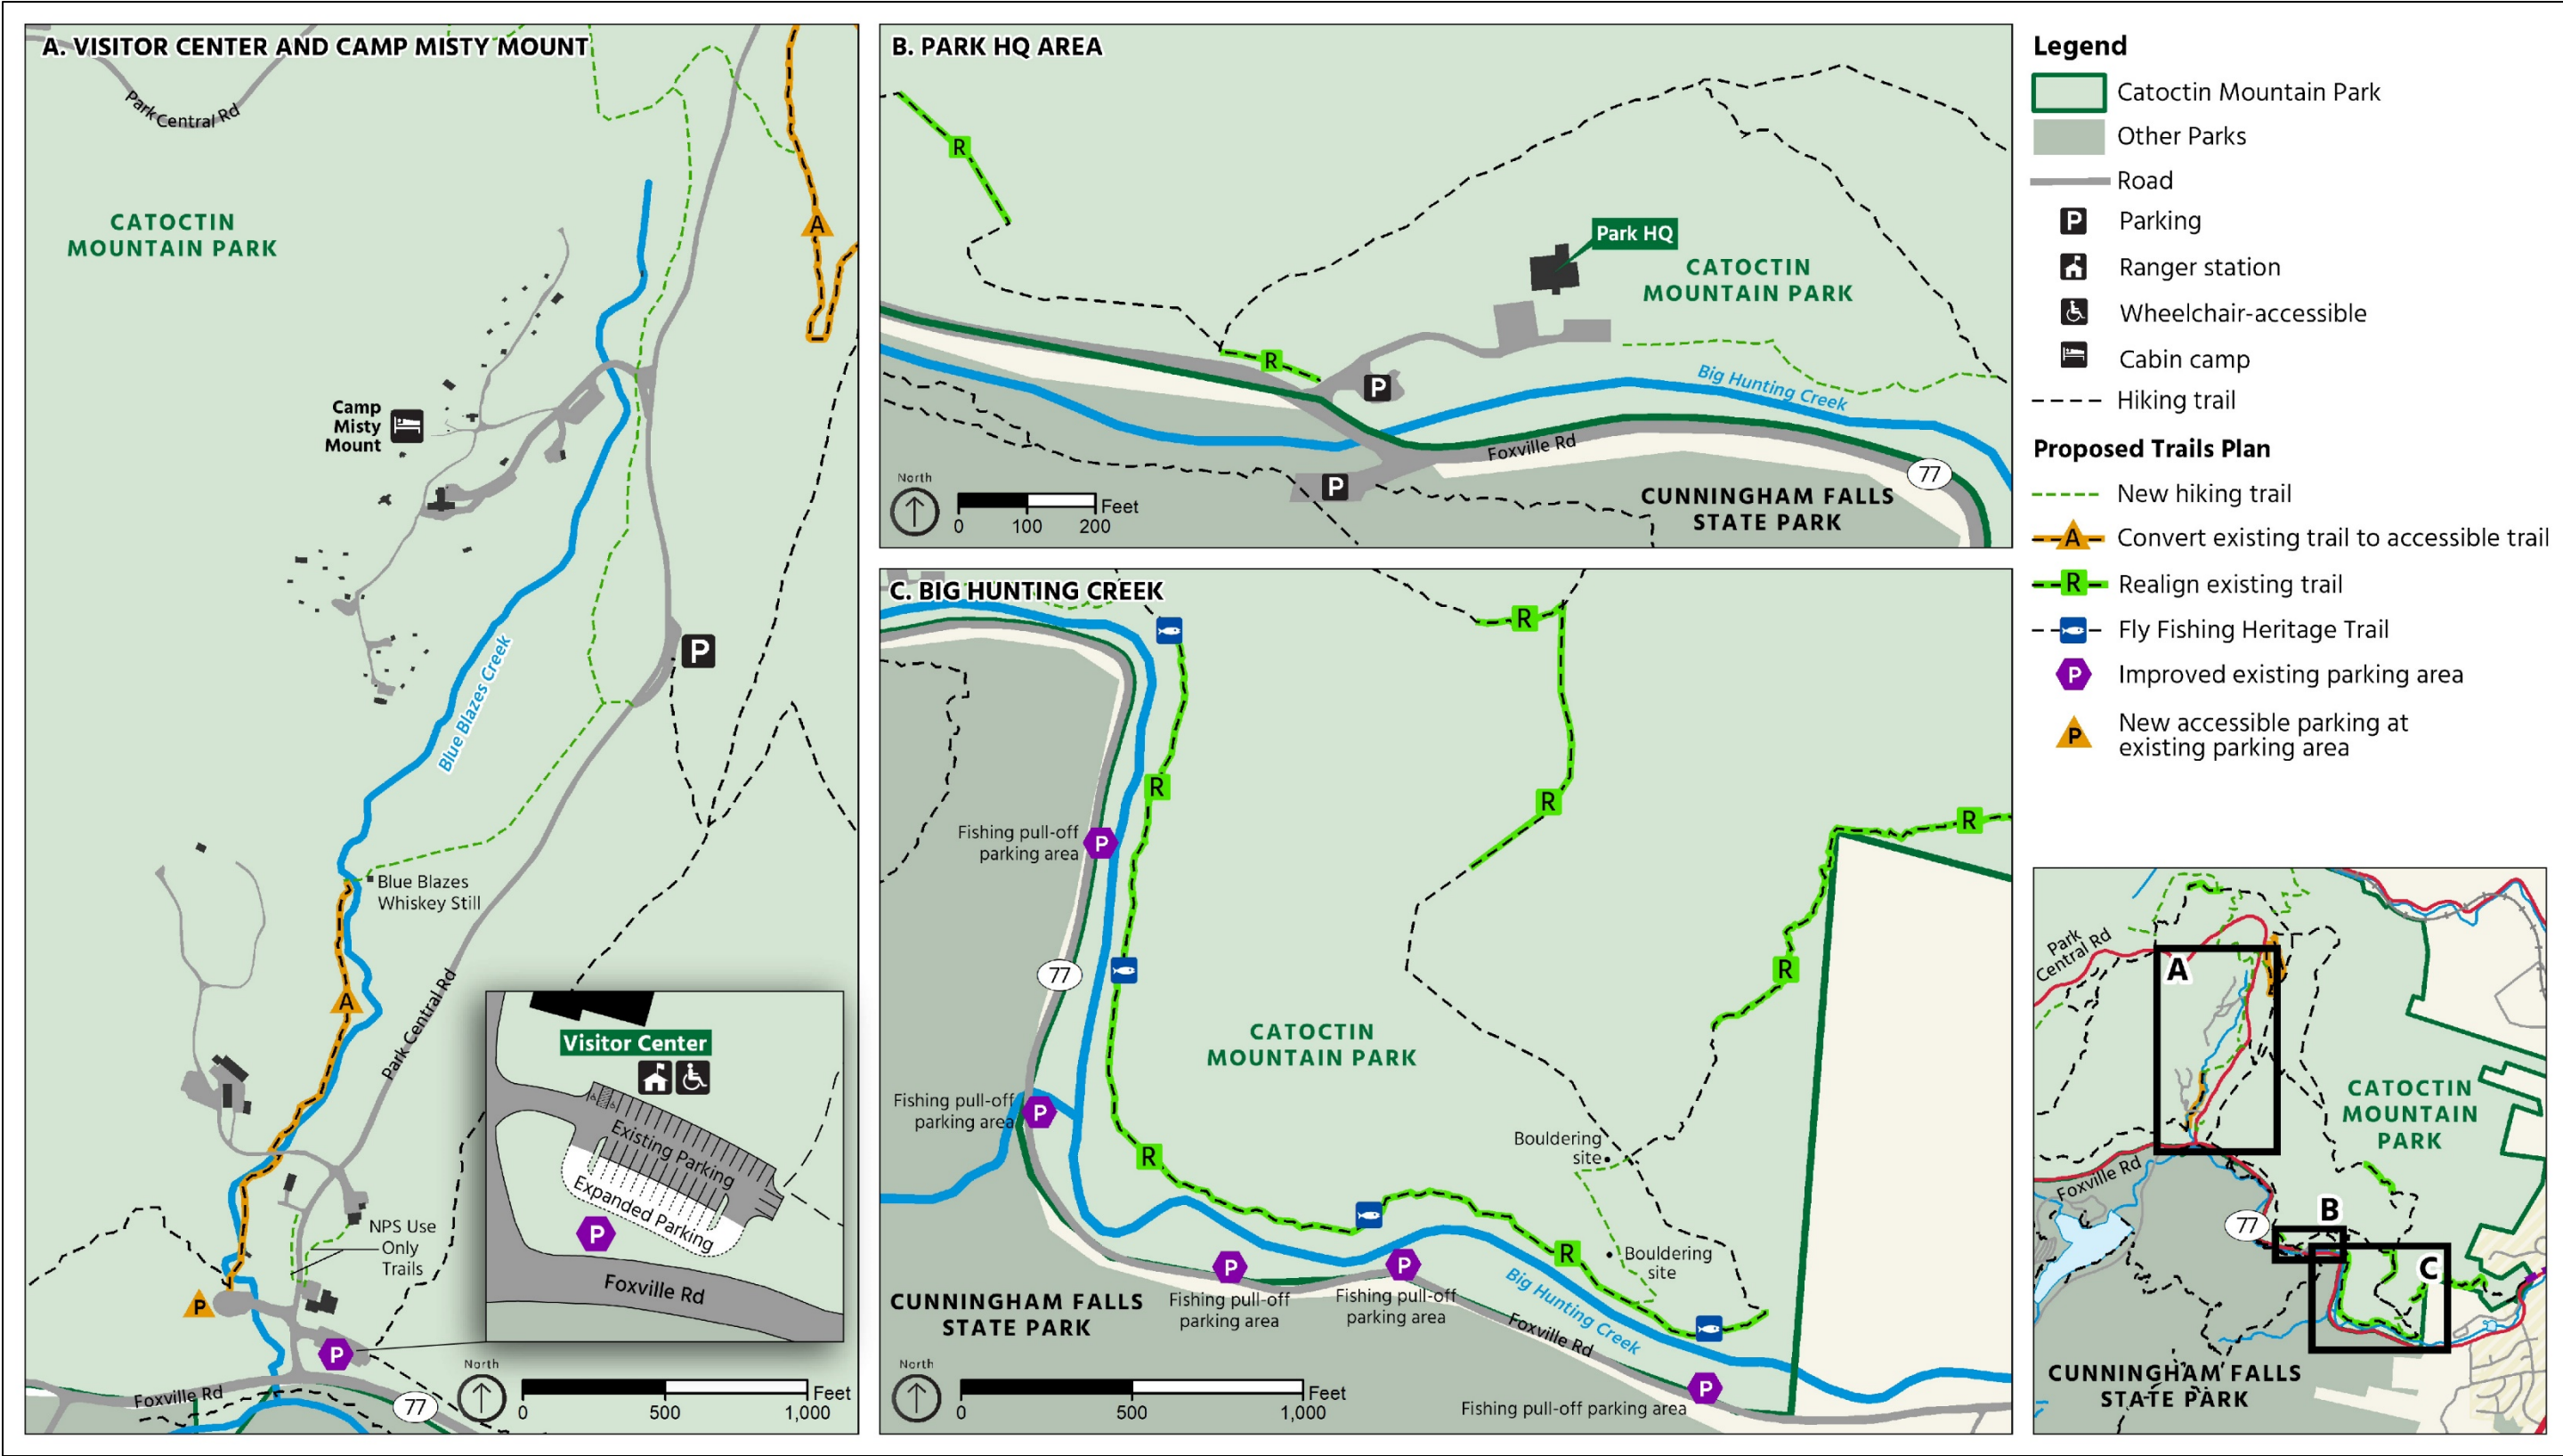 A. VISITOR CENTER AND CAMP MISTY MOUNT
Park Central Rd
CATOCTIN
MOUNTAIN PARK
A
Camp
Misty
Mount
P
Blue Blazes Creek
Blue Blazes
Whiskey Still
A
Park Central Rd
NPS Use
Only
Trails
P
P
Foxville Rd
77
Visitor Center
Existing Parking
Expanded Parking
P
Foxville Rd
North
Feet
0 500 1,000
B. PARK HQ AREA
R
Park HQ
CATOCTIN
MOUNTAIN PARK
R
P
Big Hunting Creek
Foxville Rd
77
P
CUNNINGHAM FALLS
STATE PARK
North
Feet
0 100 200
C. BIG HUNTING CREEK
R
R
R
R
Fishing pull-off
parking area
P
77
R
CATOCTIN
MOUNTAIN PARK
Fishing pull-off
parking area
P
R
Bouldering
site
Bouldering
site
R
P
P
Fishing pull-off
parking area
Fishing pull-off
parking area
Big Hunting Creek
Foxville Rd
CUNNINGHAM FALLS
STATE PARK
P
Fishing pull-off parking area
North
Feet
0 500 1,000
Legend
Catoctin Mountain Park
Other Parks
Road
P Parking
Ranger station
Wheelchair-accessible
Cabin camp
Hiking trail
Proposed Trails Plan
New hiking trail
A Convert existing trail to accessible trail
R Realign existing trail
Fly Fishing Heritage Trail
P Improved existing parking area
P New accessible parking at
existing parking area
Park
Central Rd
A
CATOCTIN
MOUNTAIN
PARK
Foxville Rd
77
B
C
CUNNINGHAM FALLS
STATE PARK